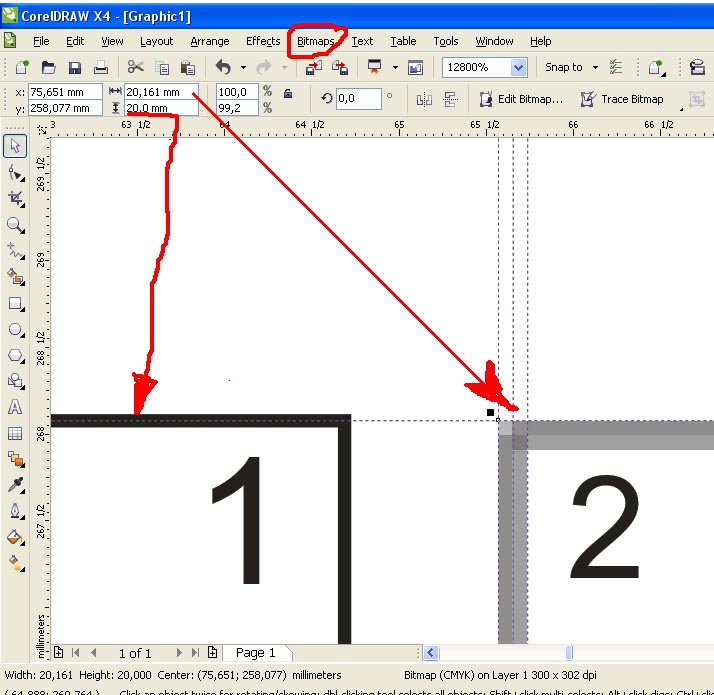 CorelDRAW X4 - [Graphic1]
File Edit View Layout Arrange Effects Bitmaps Text Table Tools Window Help
12800% Snap to
x: 75,651 mm 20,161 mm 100,0 % 0,0 ° Edit Bitmap... Trace Bitmap
y: 258,077 mm 20,0 mm 99,2 %
3 63 1/2 64 64 1/2 65 65 1/2 66 66 1/2
269 1/2
269
268 1/2
268
267 1/2
millimeters
1 2
1 of 1 Page 1
Width: 20,161 Height: 20,000 Center: (75,651; 258,077) millimeters Bitmap (CMYK) on Layer 1 300 x 302 dpi
( 64,888; 269,764 ) Click an object twice for rotating/skewing; dbl-clicking tool selects all objects; Shift+click multi-selects; Alt+click digs; Ctrl+clic